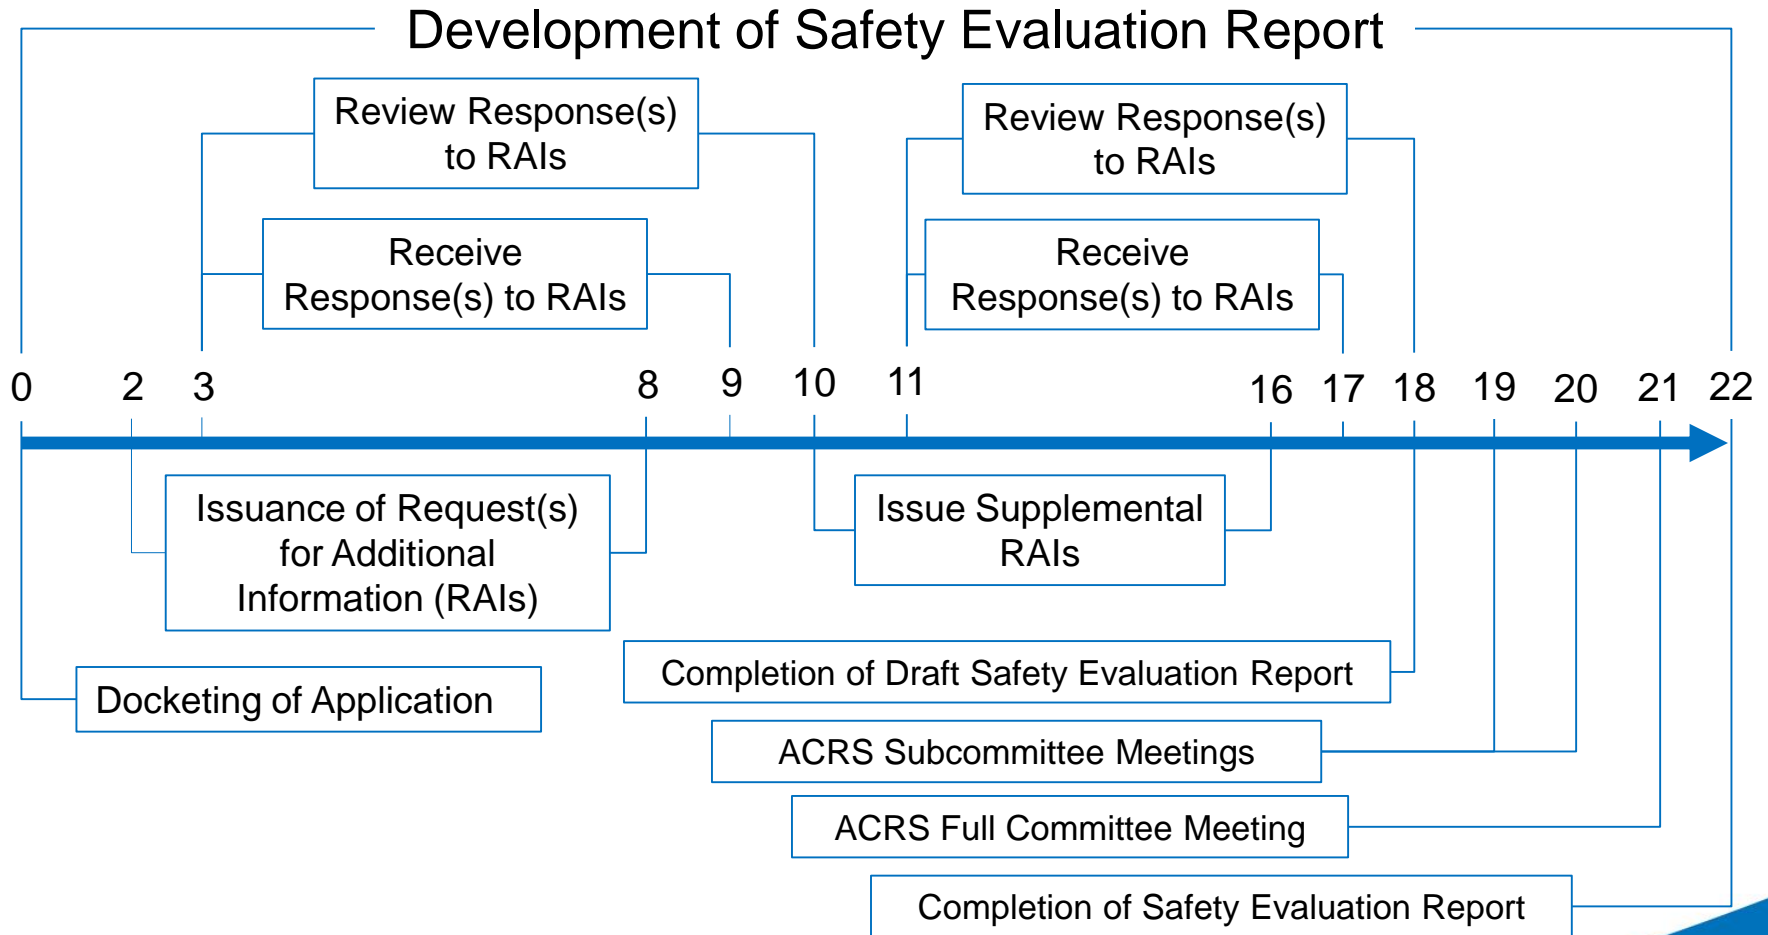 Development of Safety Evaluation Report
Review Response(s)
to RAIs
Review Response(s)
to RAIs
Receive
Response(s) to RAIs
Receive
Response(s) to RAIs
0 2 3 8 9 10 11 16 17 18 19 20 21 22
Issuance of Request(s)
for Additional
Information (RAIs)
Issue Supplemental
RAIs
Completion of Draft Safety Evaluation Report
Docketing of Application
ACRS Subcommittee Meetings
ACRS Full Committee Meeting
Completion of Safety Evaluation Report